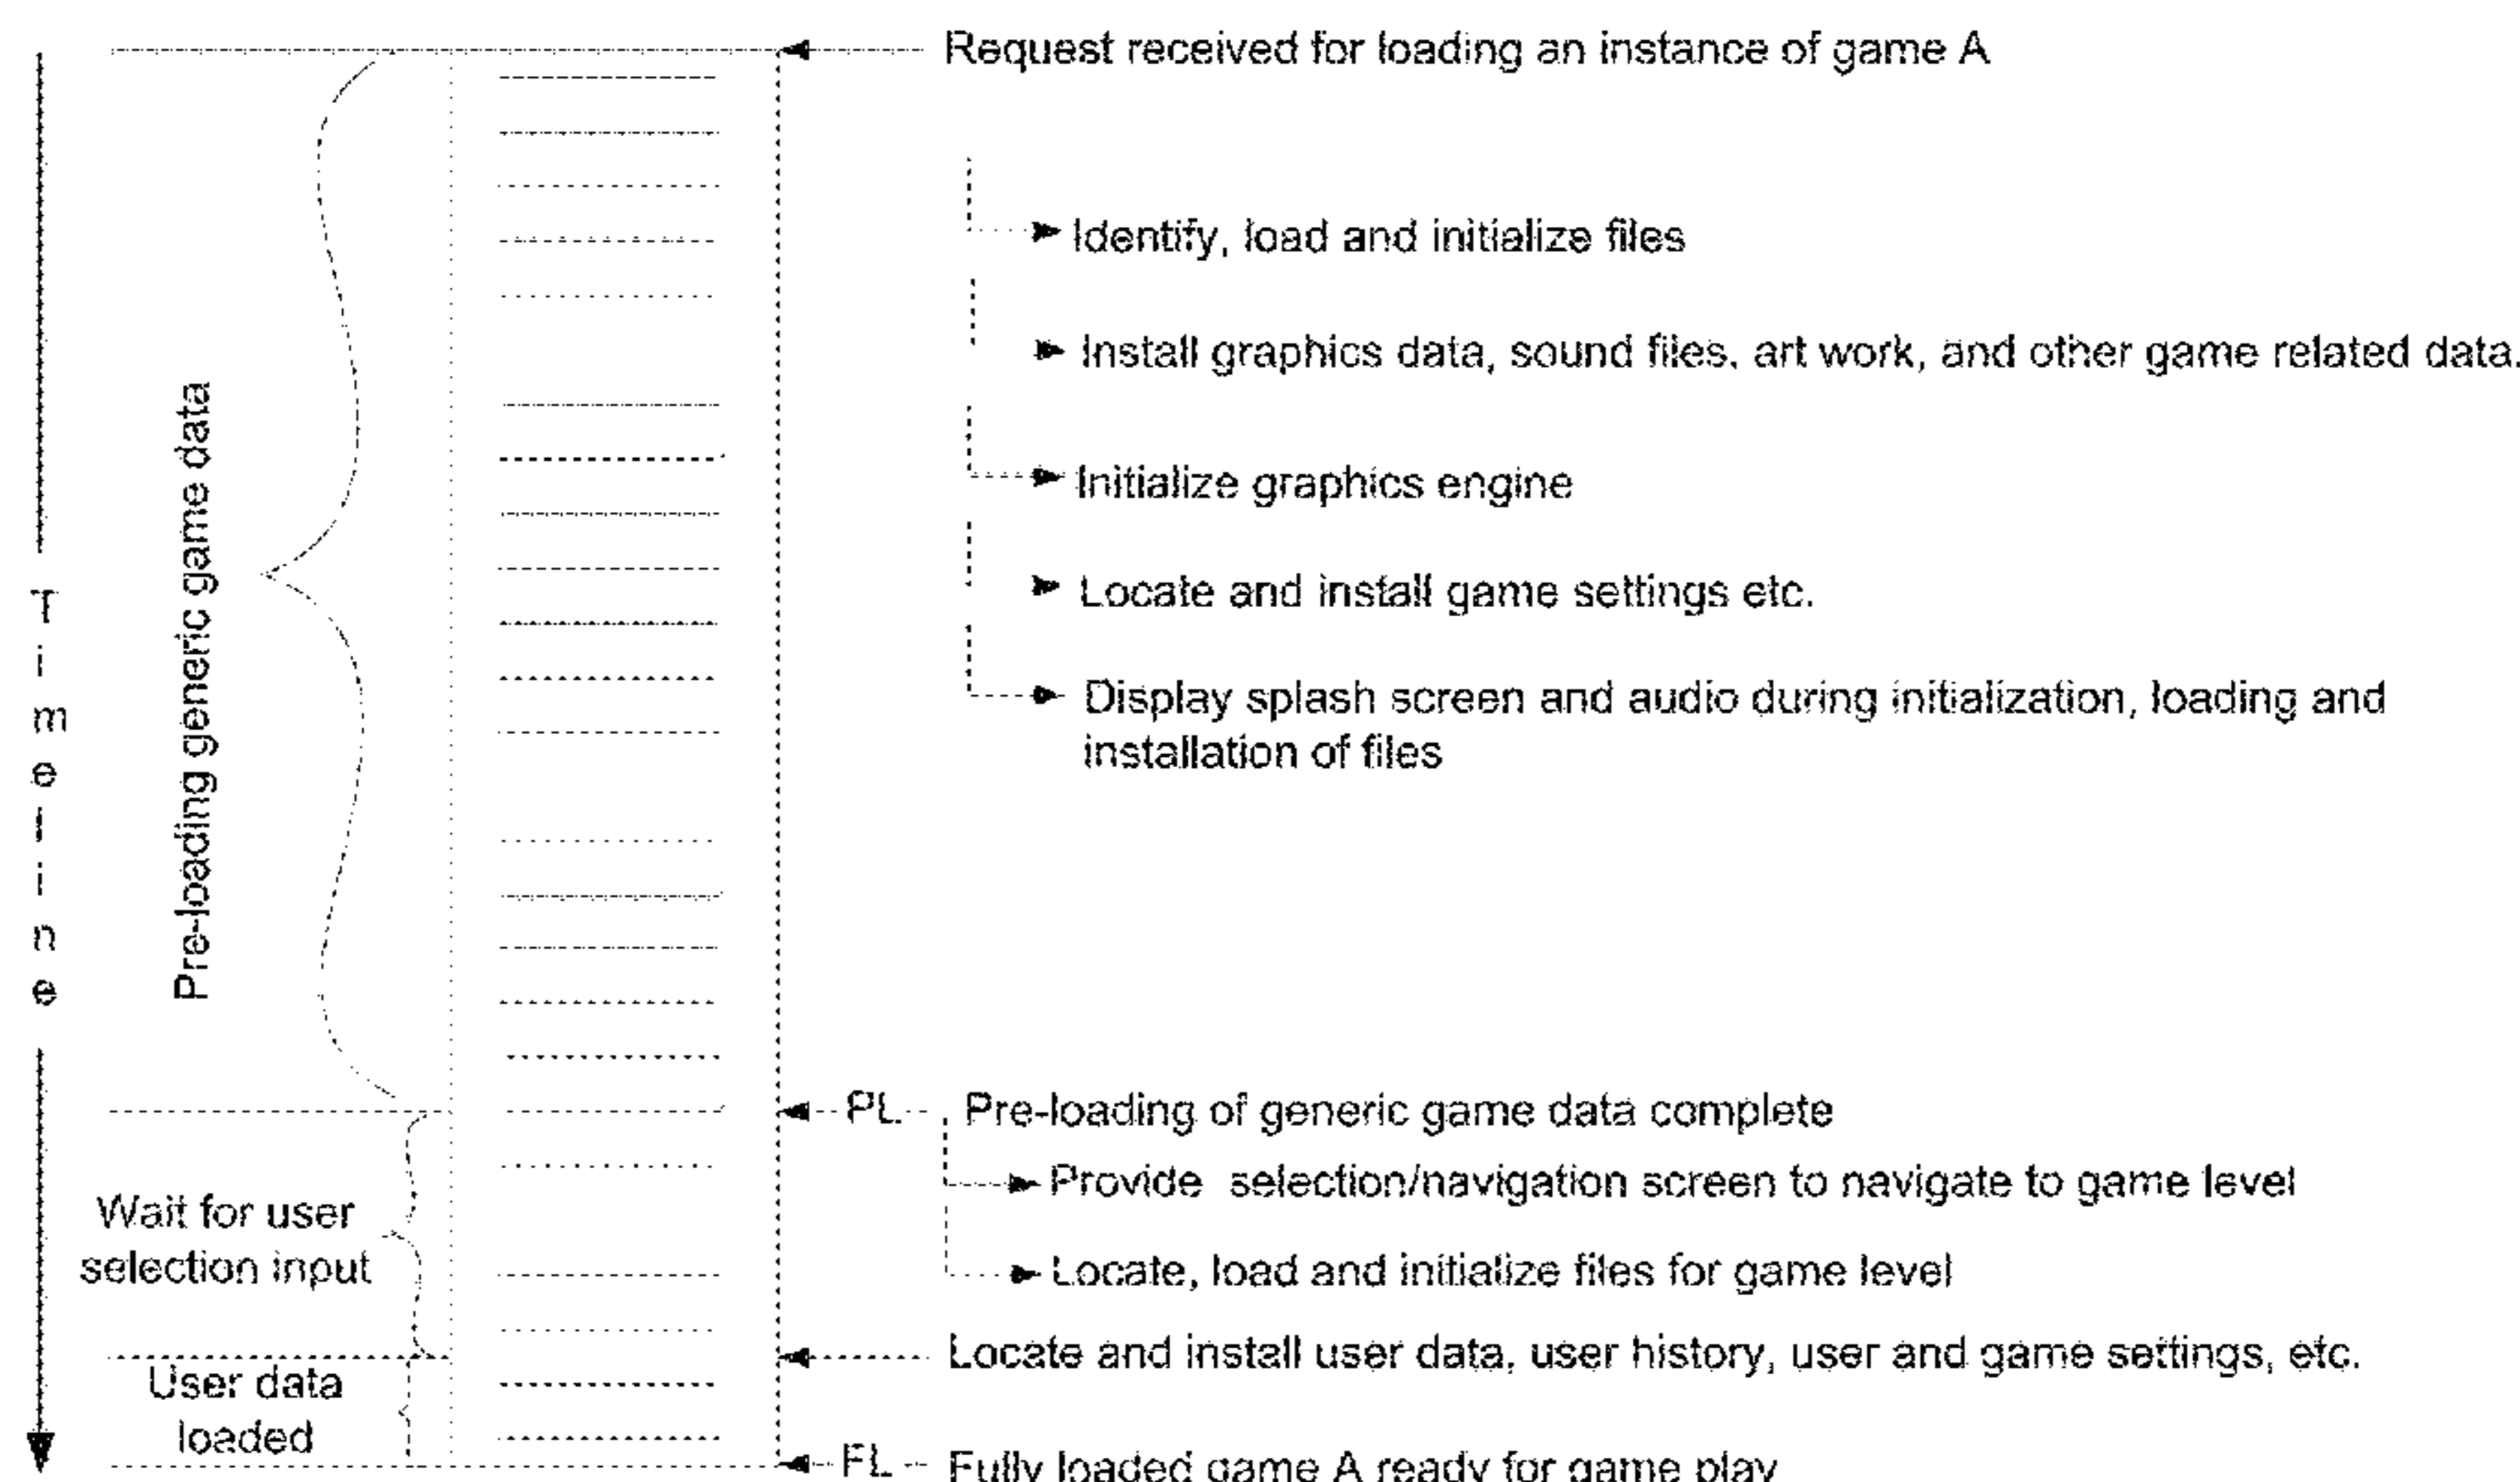 Request received for loading an instance of game A
Identify, load and initialize files
Install graphics data, sound files, art work, and other game related data.
Initialize graphics engine
Locate and install game settings etc.
Display splash screen and audio during initialization, loading and
installation of files
Timeline
Pre-loading generic game data
PL Pre-loading of generic game data complete
Provide selection/navigation screen to navigate to game level
Wait for user
selection input
Locate, load and initialize files for game level
Locate and install user data, user history, user and game settings, etc.
User data
loaded
FL Fully loaded game A ready for game play